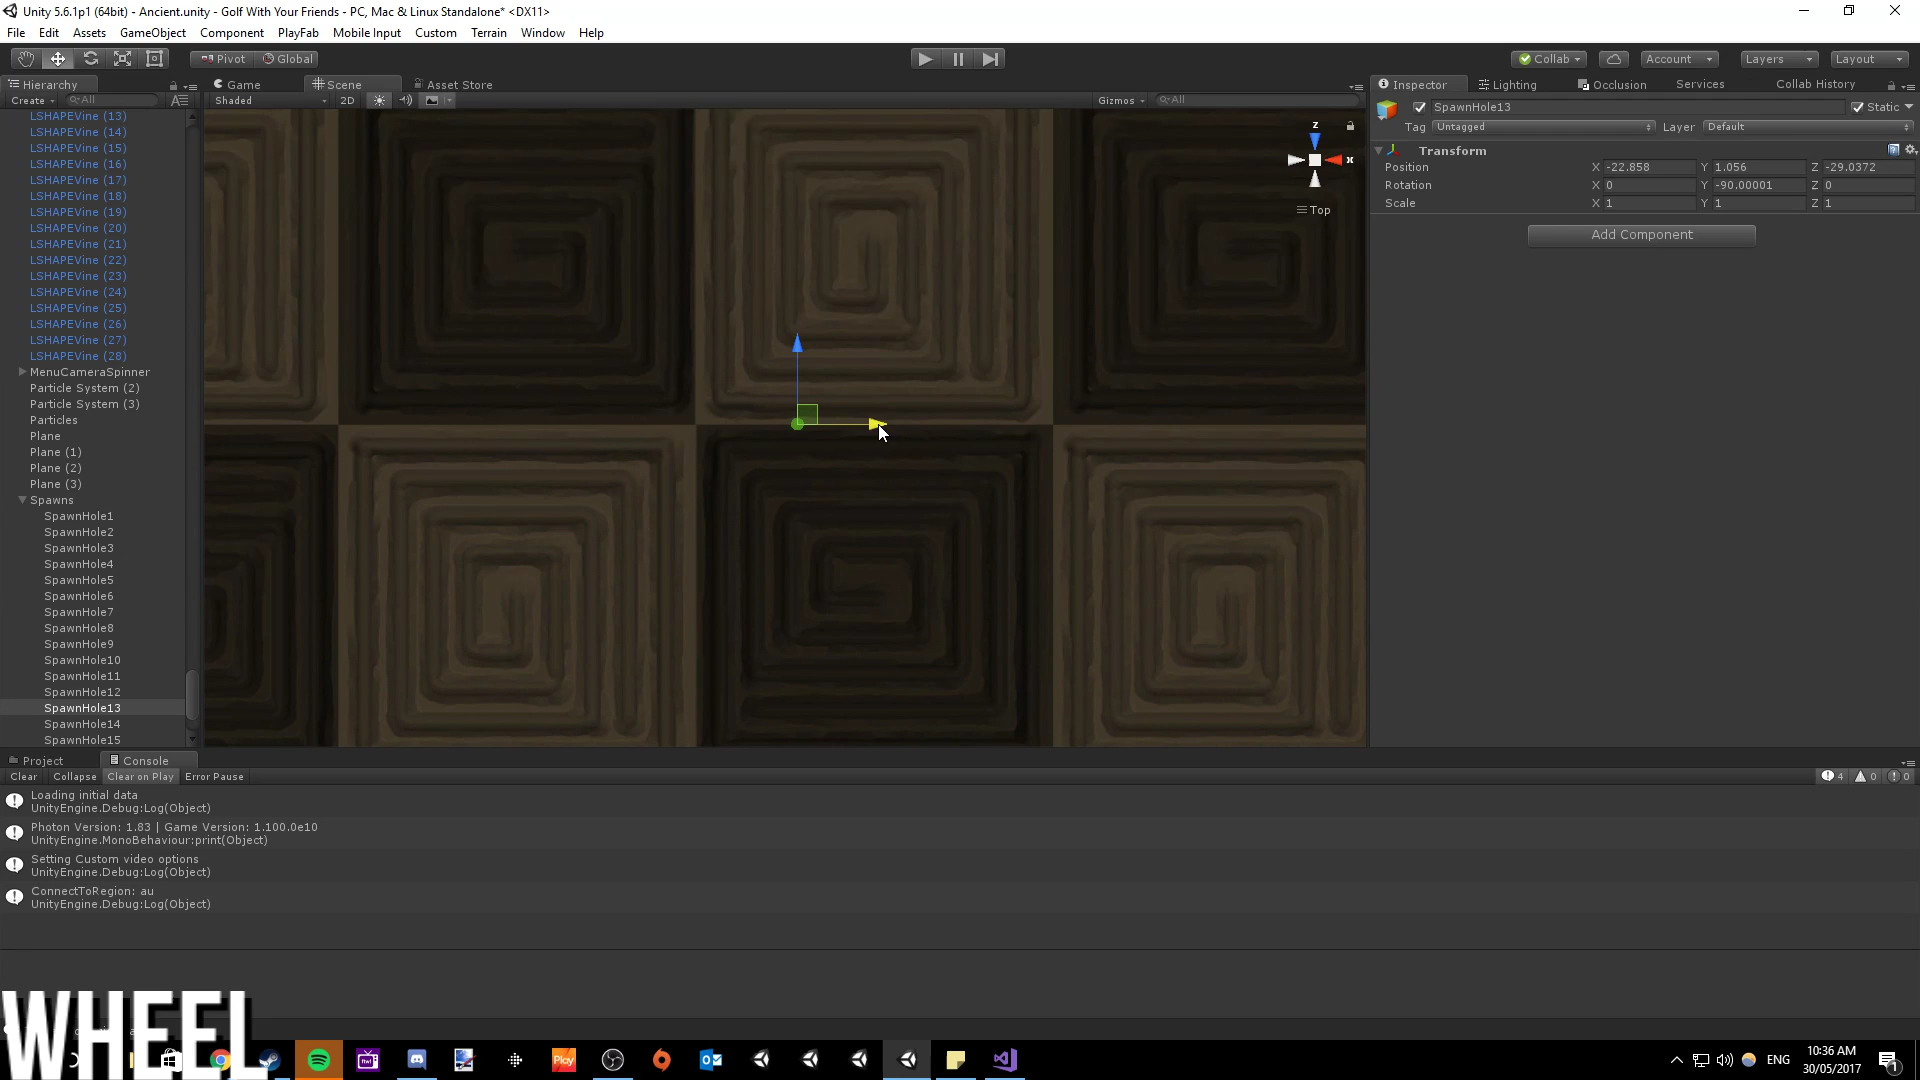 Unity 5.6.1p1 (64bit) - Ancient.unity - Golf With Your Friends - PC, Mac & Linux Standalone* <DX11>
File Edit Assets GameObject Component PlayFab Mobile Input Custom Terrain Window Help
Pivot Global Collab Account Layers Layout
Hierarchy Game Scene Asset Store Inspector Lighting Occlusion Services Collab History
Create All Shaded 2D Gizmos All
SpawnHole13 Static
Tag Untagged Layer Default
Transform
Position X -22.858 Y 1.056 Z -29.0372
Rotation X 0 Y -90.00001 Z 0
Scale X 1 Y 1 Z 1
Add Component
z
x
Top
LSHAPEVine (13)
LSHAPEVine (14)
LSHAPEVine (15)
LSHAPEVine (16)
LSHAPEVine (17)
LSHAPEVine (18)
LSHAPEVine (19)
LSHAPEVine (20)
LSHAPEVine (21)
LSHAPEVine (22)
LSHAPEVine (23)
LSHAPEVine (24)
LSHAPEVine (25)
LSHAPEVine (26)
LSHAPEVine (27)
LSHAPEVine (28)
MenuCameraSpinner
Particle System (2)
Particle System (3)
Particles
Plane
Plane (1)
Plane (2)
Plane (3)
Spawns
SpawnHole1
SpawnHole2
SpawnHole3
SpawnHole4
SpawnHole5
SpawnHole6
SpawnHole7
SpawnHole8
SpawnHole9
SpawnHole10
SpawnHole11
SpawnHole12
SpawnHole13
SpawnHole14
SpawnHole15
Project Console
Clear Collapse Clear on Play Error Pause 4 0 0
Loading initial data
UnityEngine.Debug:Log(Object)
Photon Version: 1.83 | Game Version: 1.100.0e10
UnityEngine.MonoBehaviour:print(Object)
Setting Custom video options
UnityEngine.Debug:Log(Object)
ConnectToRegion: au
UnityEngine.Debug:Log(Object)
WHEEL
Play
ENG
10:36 AM
30/05/2017
1